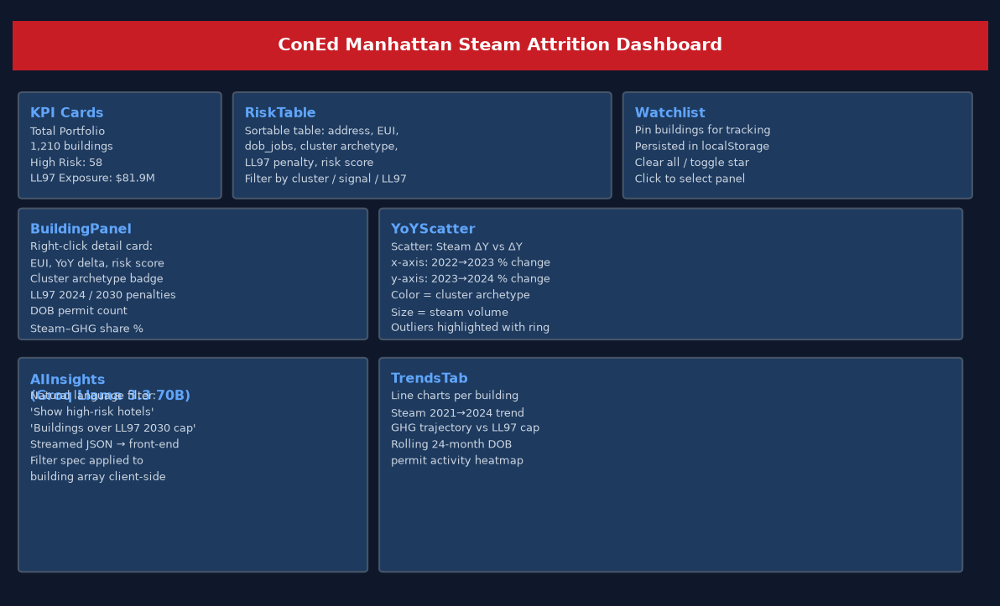 ConEd Manhattan Steam Attrition Dashboard
KPI Cards
Total Portfolio
1,210 buildings
High Risk: 58
LL97 Exposure: $81.9M
RiskTable
Sortable table: address, EUI,
dob_jobs, cluster archetype,
LL97 penalty, risk score
Filter by cluster / signal / LL97
Watchlist
Pin buildings for tracking
Persisted in localStorage
Clear all / toggle star
Click to select panel
BuildingPanel
Right-click detail card:
EUI, YoY delta, risk score
Cluster archetype badge
LL97 2024 / 2030 penalties
DOB permit count
Steam–GHG share %
YoYScatter
Scatter: Steam ΔY vs ΔY
x-axis: 2022→2023 % change
y-axis: 2023→2024 % change
Color = cluster archetype
Size = steam volume
Outliers highlighted with ring
AIInsights
(Groq Llama 3.3 70B)
Natural language filter:
'Show high-risk hotels'
'Buildings over LL97 2030 cap'
Streamed JSON → front-end
Filter spec applied to
building array client-side
TrendsTab
Line charts per building
Steam 2021→2024 trend
GHG trajectory vs LL97 cap
Rolling 24-month DOB
permit activity heatmap